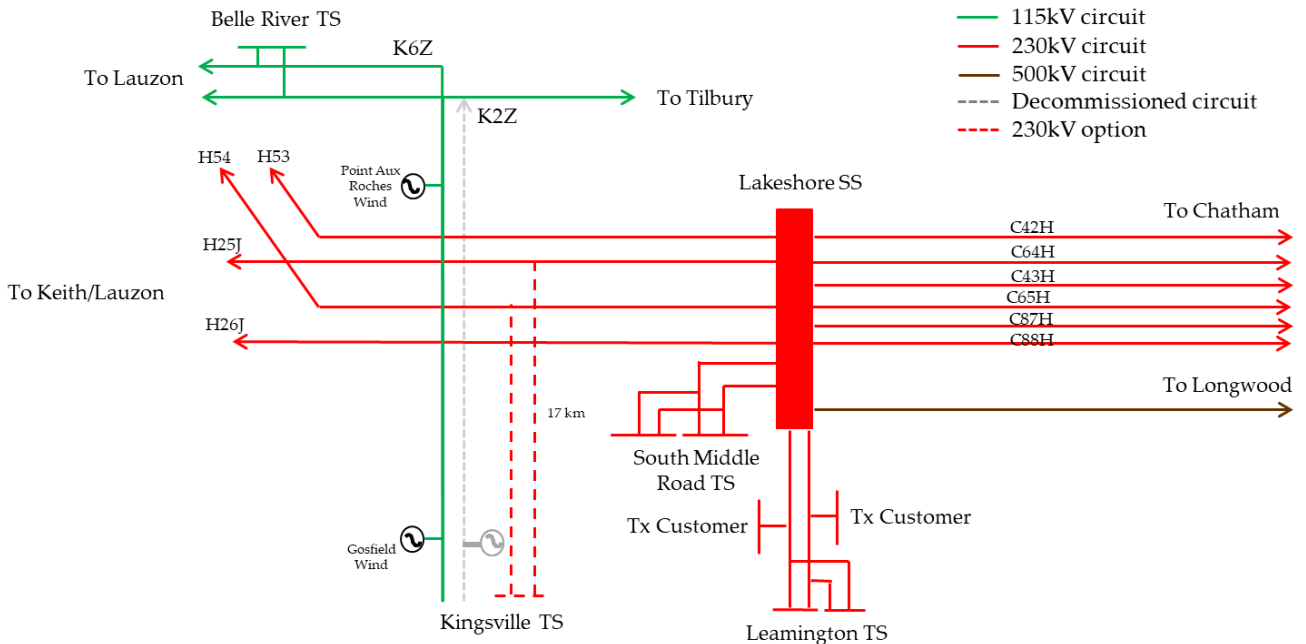 Belle River TS
K6Z
To Lauzon
To Tilbury
K2Z
115kV circuit
230kV circuit
500kV circuit
Decommissioned circuit
230kV option
H54
H53
Point Aux
Roches
Wind
Lakeshore SS
To Chatham
C42H
H25J
C64H
C43H
To Keith/Lauzon
C65H
C87H
H26J
C88H
To Longwood
17 km
South Middle
Road TS
Tx Customer
Tx Customer
Gosfield
Wind
Kingsville TS
Leamington TS